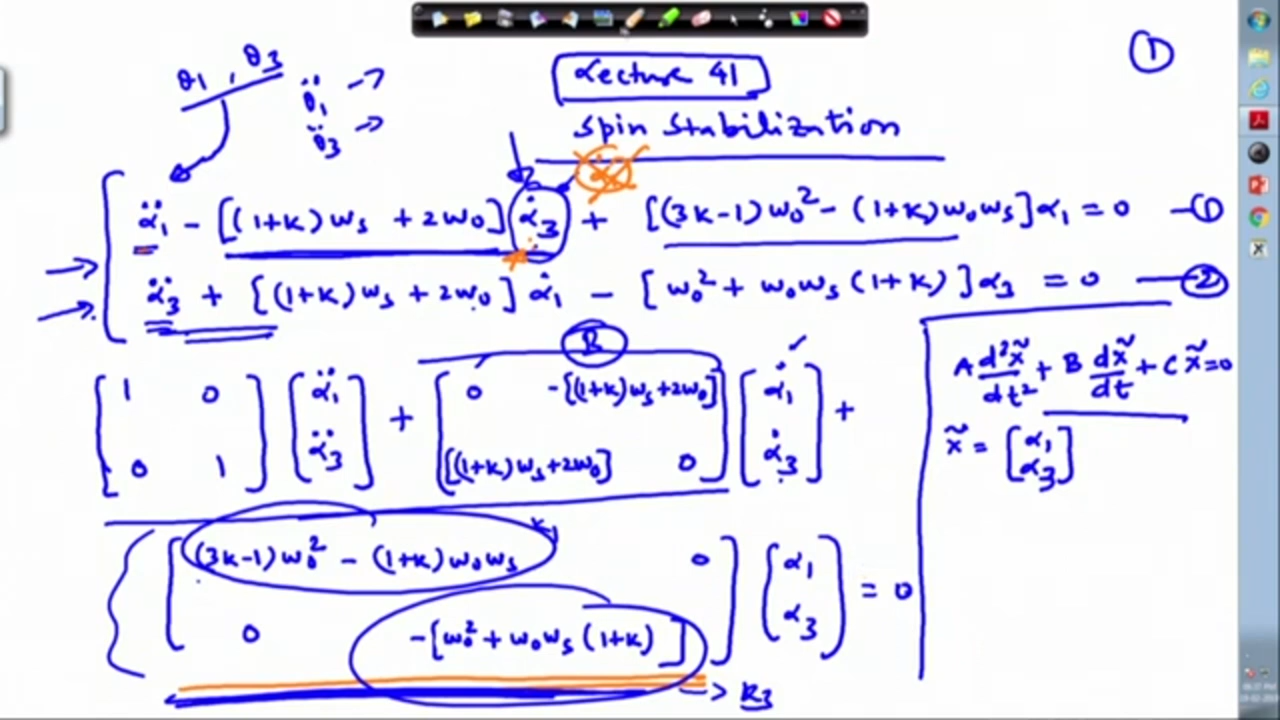 ①
Lecture 41
θ1, θ3
θ̈1 →
θ̈3 →
Spin Stabilization
α̈1 - [(1+k)ws + 2w0] α̇3 + [(3k-1)w0² - (1+k)w0ws]α1 = 0 —①
α̈3 + [(1+k)ws + 2w0] α̇1 - [w0² + w0ws(1+k)]α3 = 0 —②
B
[1 0; 0 1] [α̈1; α̈3] + [0 -[(1+k)ws+2w0]; [(1+k)ws+2w0] 0] [α̇1; α̇3] +
A d²x̃/dt² + B dx̃/dt + C x̃ = 0
x̃ = [α1; α3]
k1
[(3k-1)w0² - (1+k)w0ws 0; 0 -[w0² + w0ws(1+k)]] [α1; α3] = 0
→ k3